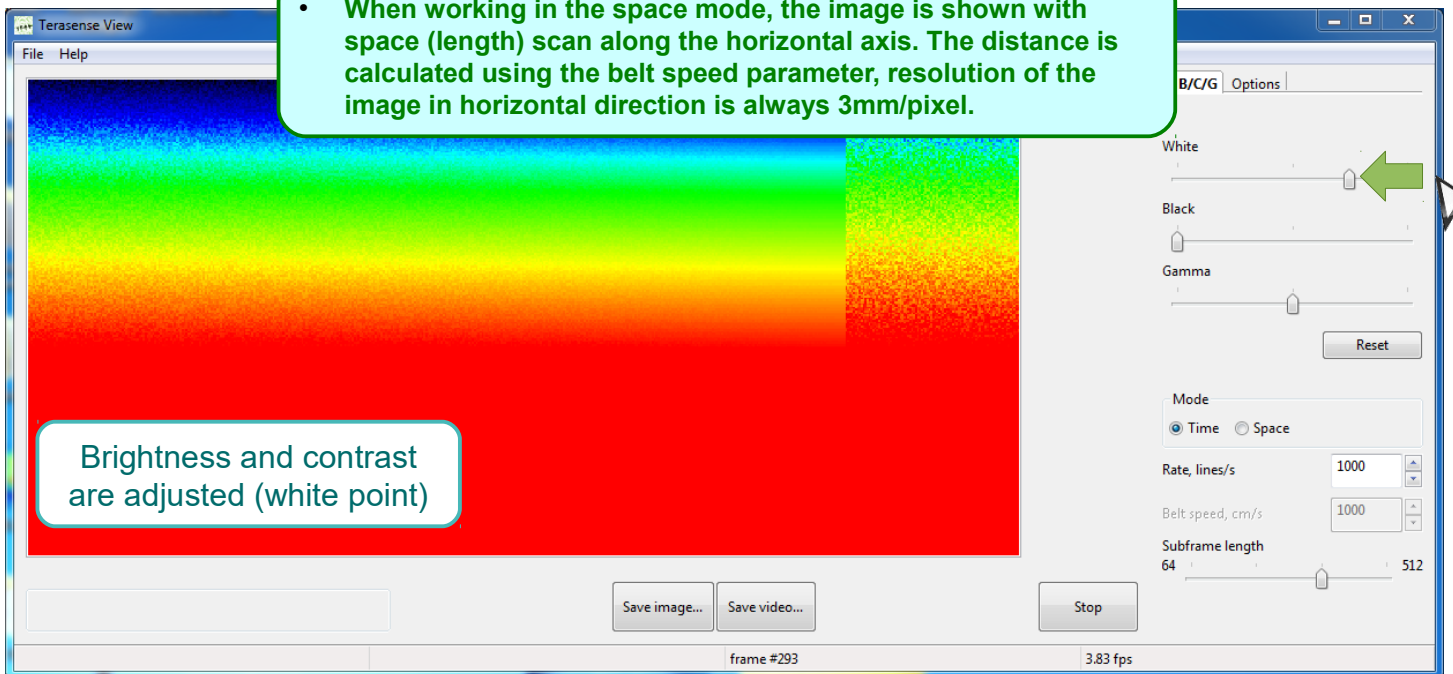 • When working in the space mode, the image is shown with
space (length) scan along the horizontal axis. The distance is
calculated using the belt speed parameter, resolution of the
image in horizontal direction is always 3mm/pixel.
Terasense View
File Help
B/C/G Options
White
Black
Gamma
Reset
Mode
Time Space
Rate, lines/s 1000
Belt speed, cm/s 1000
Subframe length
64 512
Brightness and contrast
are adjusted (white point)
Save image... Save video... Stop
frame #293 3.83 fps